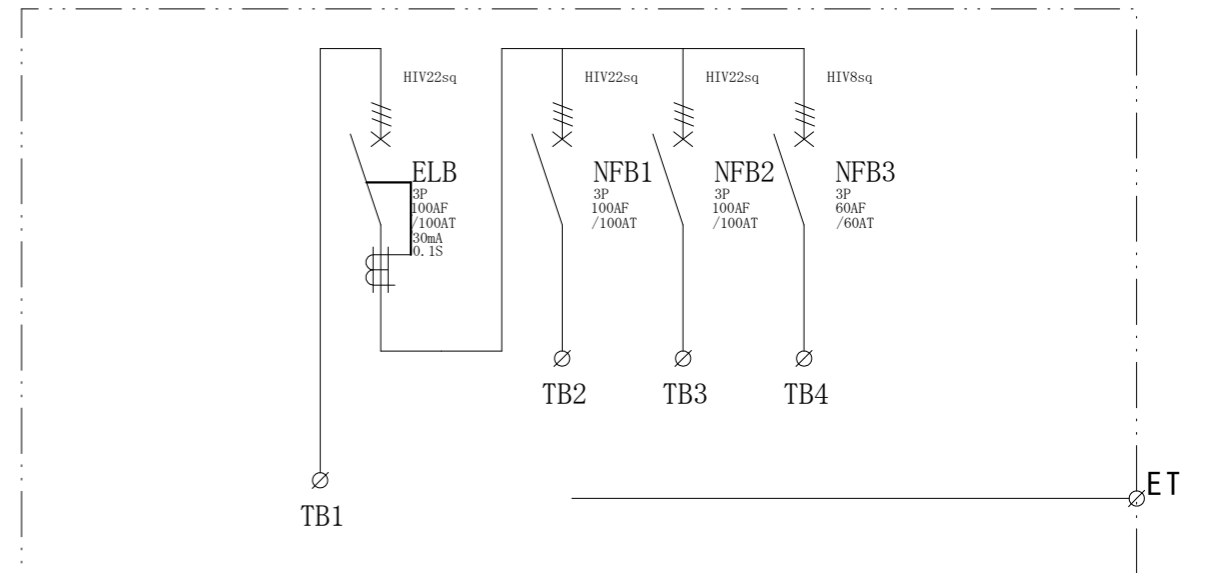 HIV22sq
HIV22sq
HIV22sq
HIV8sq
ELB
3P
100AF
/100AT
30mA
0.1S
NFB1
3P
100AF
/100AT
NFB2
3P
100AF
/100AT
NFB3
3P
60AF
/60AT
TB2
TB3
TB4
TB1
ET